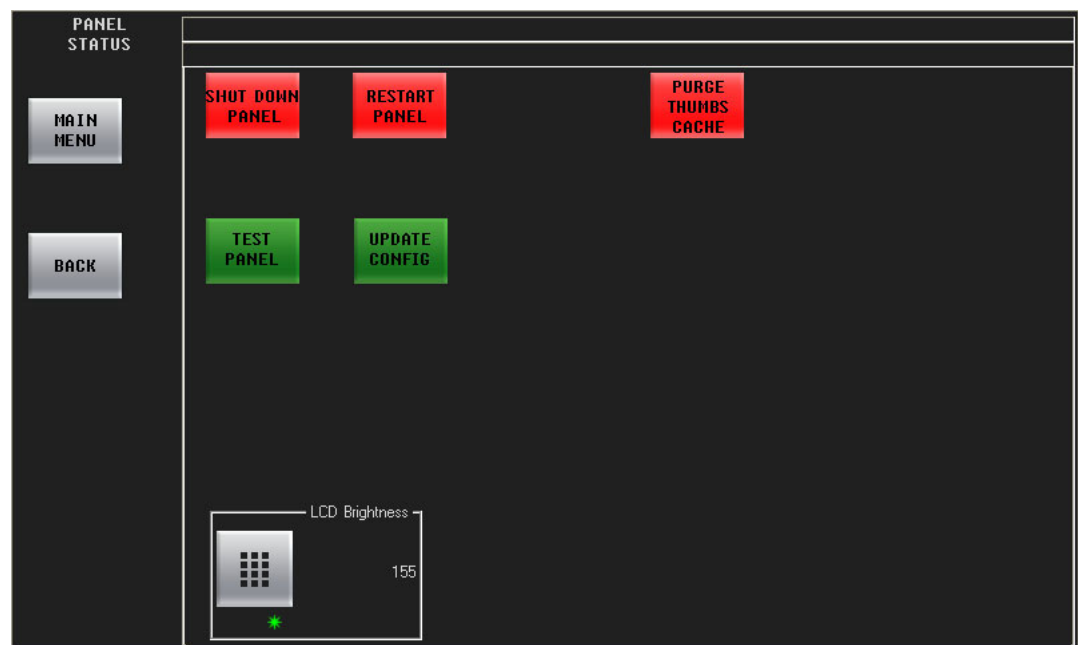 PANEL
STATUS
MAIN
MENU
BACK
SHUT DOWN
PANEL
RESTART
PANEL
PURGE
THUMBS
CACHE
TEST
PANEL
UPDATE
CONFIG
LCD Brightness
155